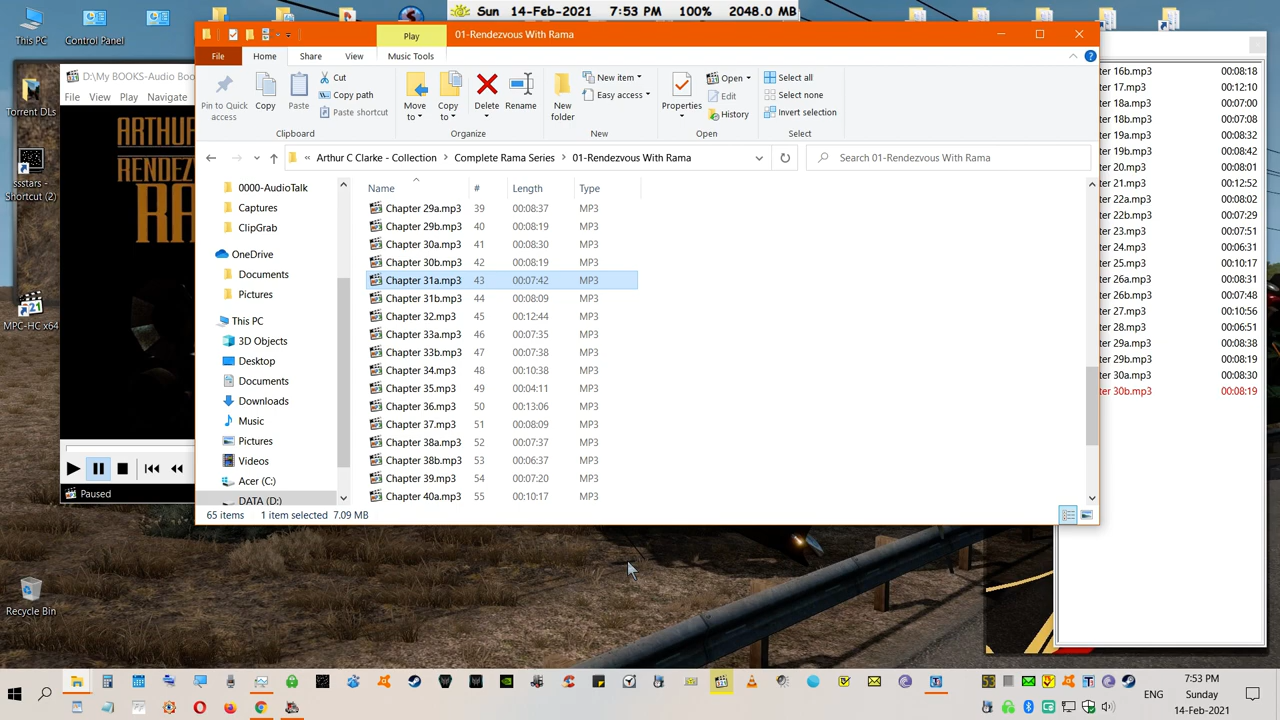 Sun 14-Feb-2021 7:53 PM 100% 2048.0 MB
This PC
Control Panel
Torrent DLs
ssstars - Shortcut (2)
MPC-HC x64
Recycle Bin
D:\My BOOKS-Audio Boo
File View Play Navigate
ARTHUR
RENDEZ
RA
Paused
Play
01-Rendezvous With Rama
File Home Share View Music Tools
Pin to Quick access
Copy
Paste
Cut
Copy path
Paste shortcut
Clipboard
Move to
Copy to
Delete
Rename
Organize
New folder
New item
Easy access
New
Properties
Open
Edit
History
Open
Select all
Select none
Invert selection
Select
« Arthur C Clarke - Collection > Complete Rama Series > 01-Rendezvous With Rama
Search 01-Rendezvous With Rama
0000-AudioTalk
Captures
ClipGrab
OneDrive
Documents
Pictures
This PC
3D Objects
Desktop
Documents
Downloads
Music
Pictures
Videos
Acer (C:)
DATA (D:)
Name # Length Type
Chapter 29a.mp3 39 00:08:37 MP3
Chapter 29b.mp3 40 00:08:19 MP3
Chapter 30a.mp3 41 00:08:30 MP3
Chapter 30b.mp3 42 00:08:19 MP3
Chapter 31a.mp3 43 00:07:42 MP3
Chapter 31b.mp3 44 00:08:09 MP3
Chapter 32.mp3 45 00:12:44 MP3
Chapter 33a.mp3 46 00:07:35 MP3
Chapter 33b.mp3 47 00:07:38 MP3
Chapter 34.mp3 48 00:10:38 MP3
Chapter 35.mp3 49 00:04:11 MP3
Chapter 36.mp3 50 00:13:06 MP3
Chapter 37.mp3 51 00:08:09 MP3
Chapter 38a.mp3 52 00:07:37 MP3
Chapter 38b.mp3 53 00:06:37 MP3
Chapter 39.mp3 54 00:07:20 MP3
Chapter 40a.mp3 55 00:10:17 MP3
65 items 1 item selected 7.09 MB
ter 16b.mp3 00:08:18
ter 17.mp3 00:12:10
ter 18a.mp3 00:07:00
ter 18b.mp3 00:07:08
ter 19a.mp3 00:08:32
ter 19b.mp3 00:08:42
ter 20.mp3 00:08:01
ter 21.mp3 00:12:52
ter 22a.mp3 00:08:02
ter 22b.mp3 00:07:29
ter 23.mp3 00:07:51
ter 24.mp3 00:06:31
ter 25.mp3 00:10:17
ter 26a.mp3 00:08:31
ter 26b.mp3 00:07:48
ter 27.mp3 00:10:56
ter 28.mp3 00:06:51
ter 29a.mp3 00:08:38
ter 29b.mp3 00:08:19
ter 30a.mp3 00:08:30
ter 30b.mp3 00:08:19
ENG
7:53 PM
Sunday
14-Feb-2021